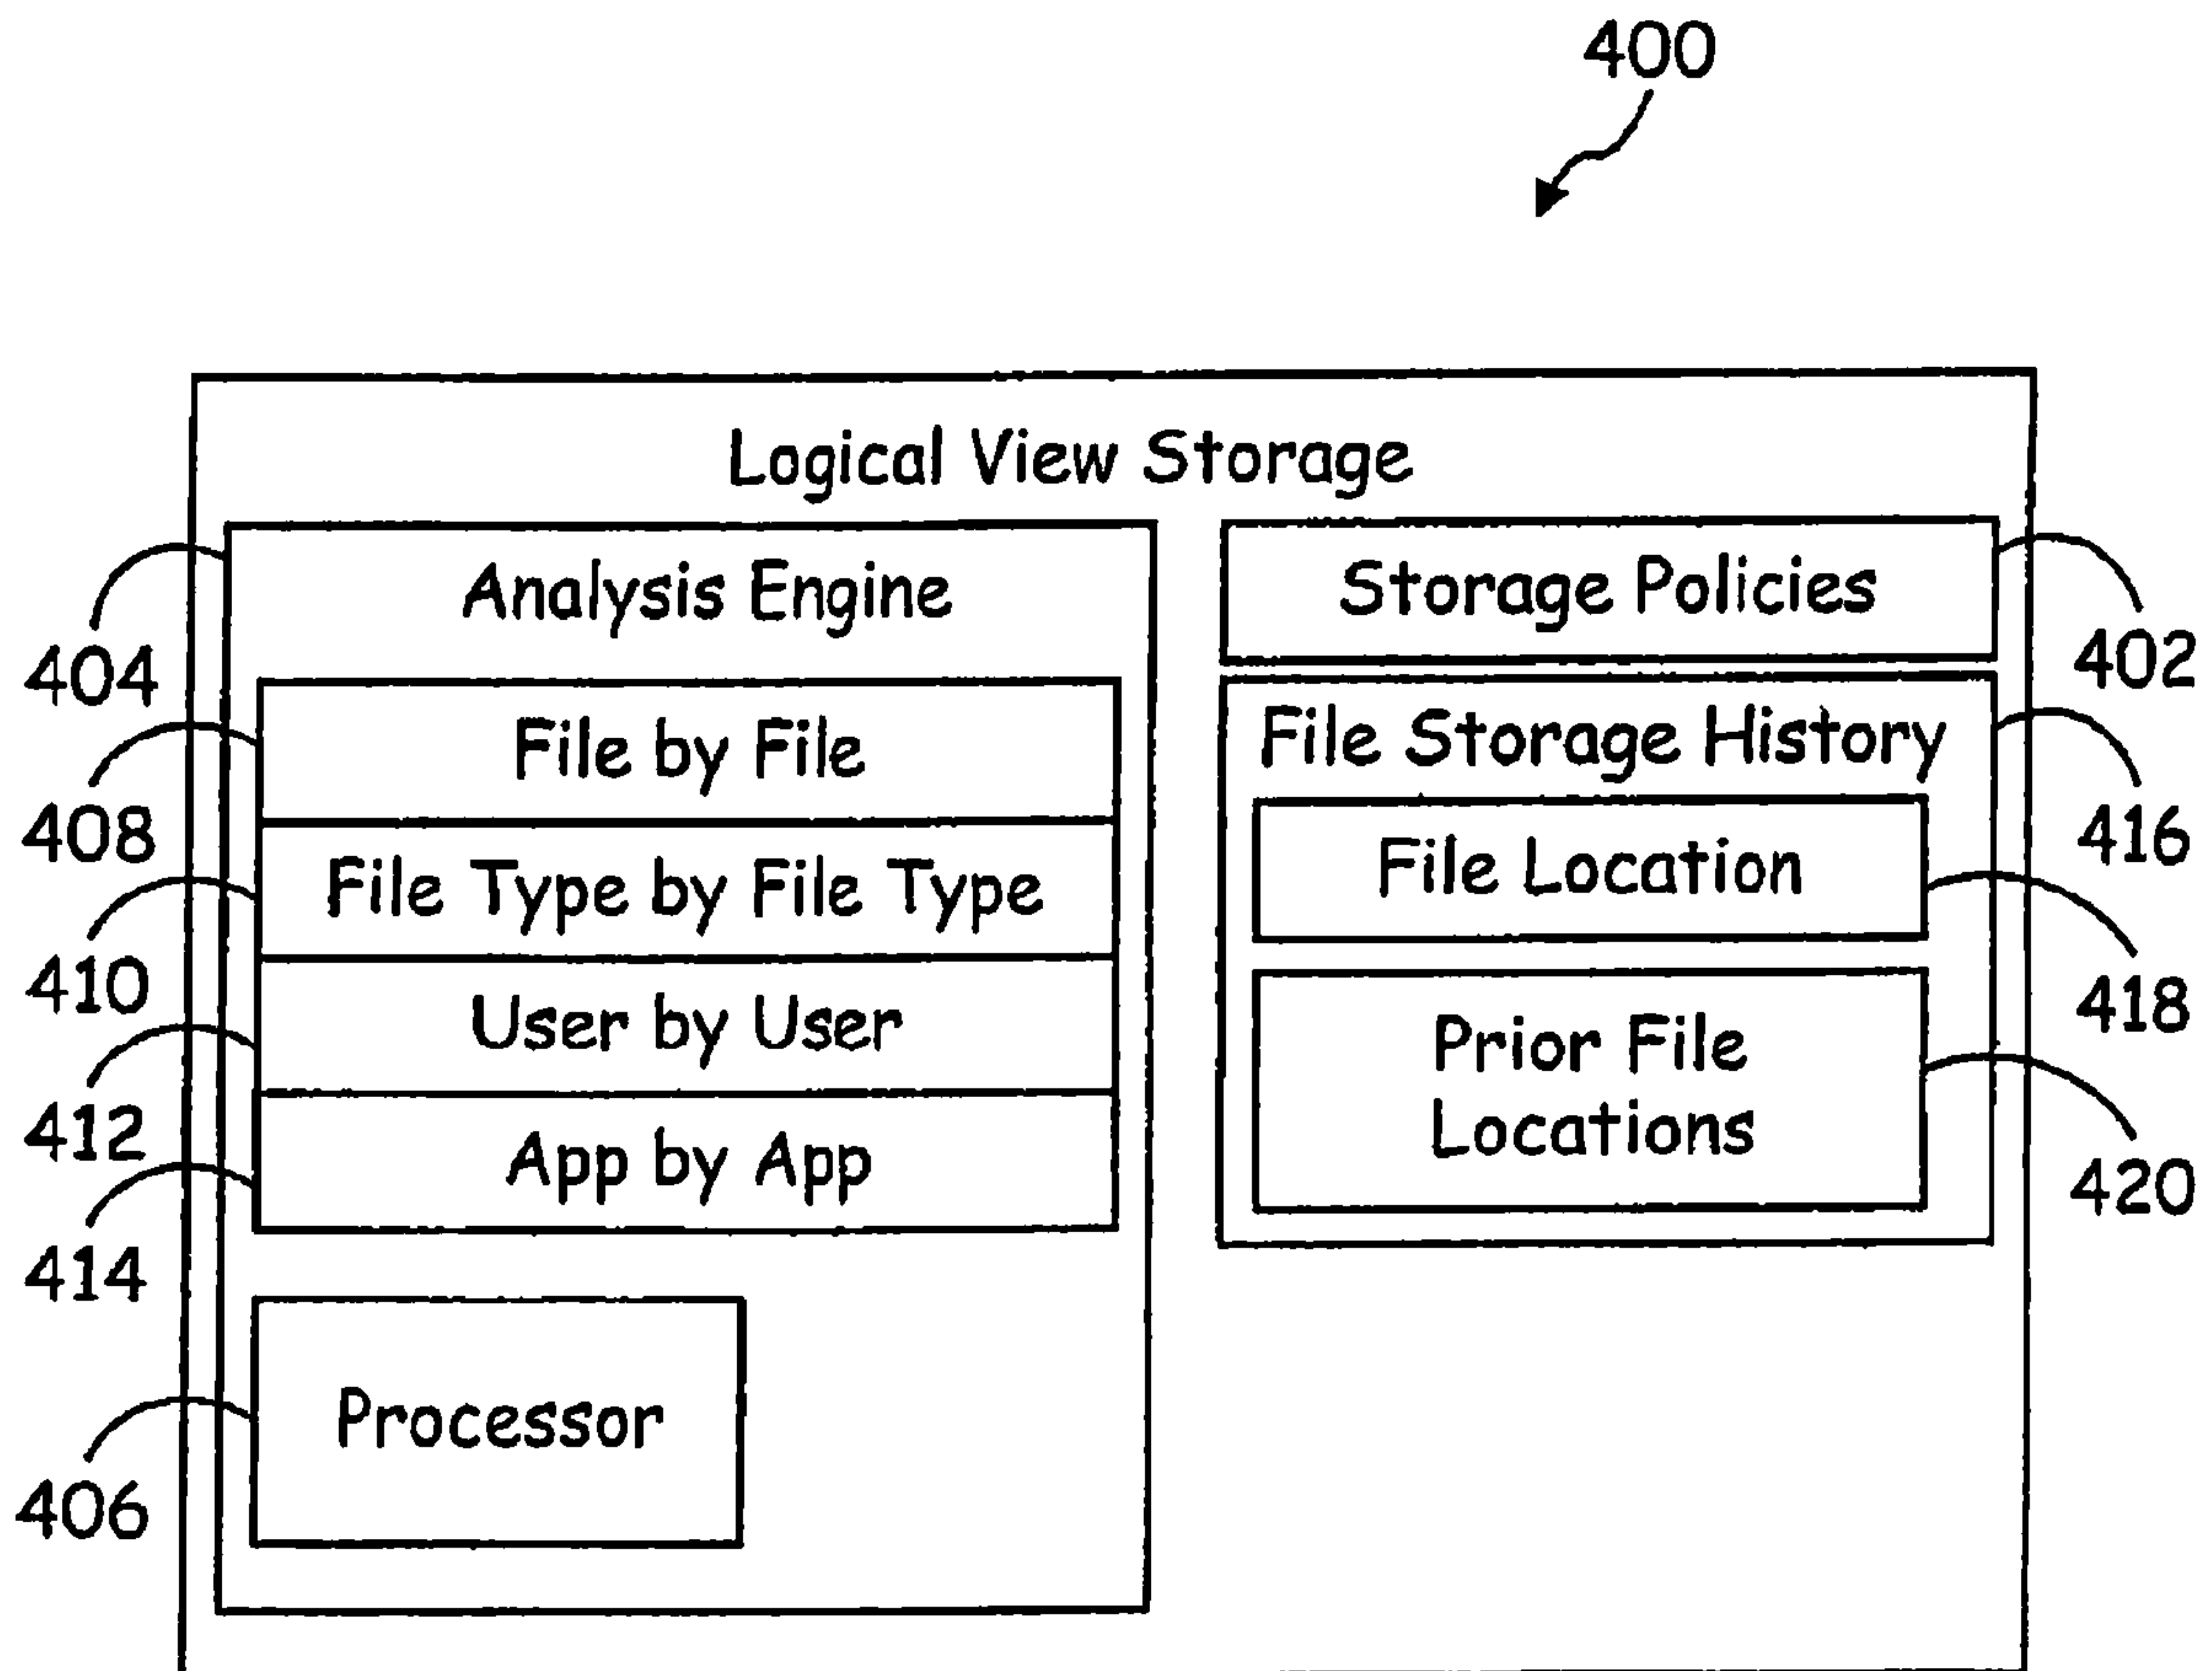 400
Logical View Storage
Analysis Engine
File by File
File Type by File Type
User by User
App by App
Processor
Storage Policies
File Storage History
File Location
Prior File
Locations
404
408
410
412
414
406
402
416
418
420